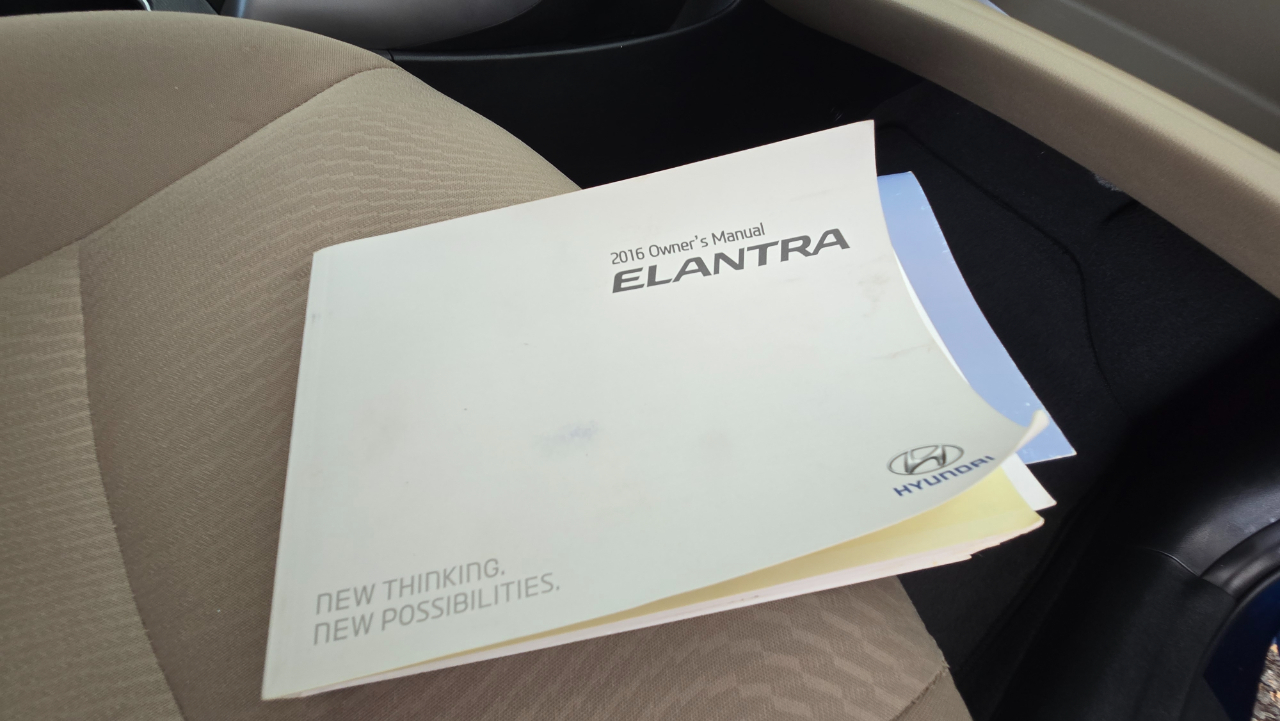 2016 Owner's Manual
ELANTRA
HYUNDAI
NEW THINKING.
NEW POSSIBILITIES.